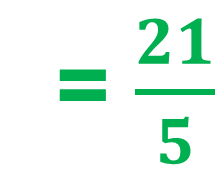 = 21/5